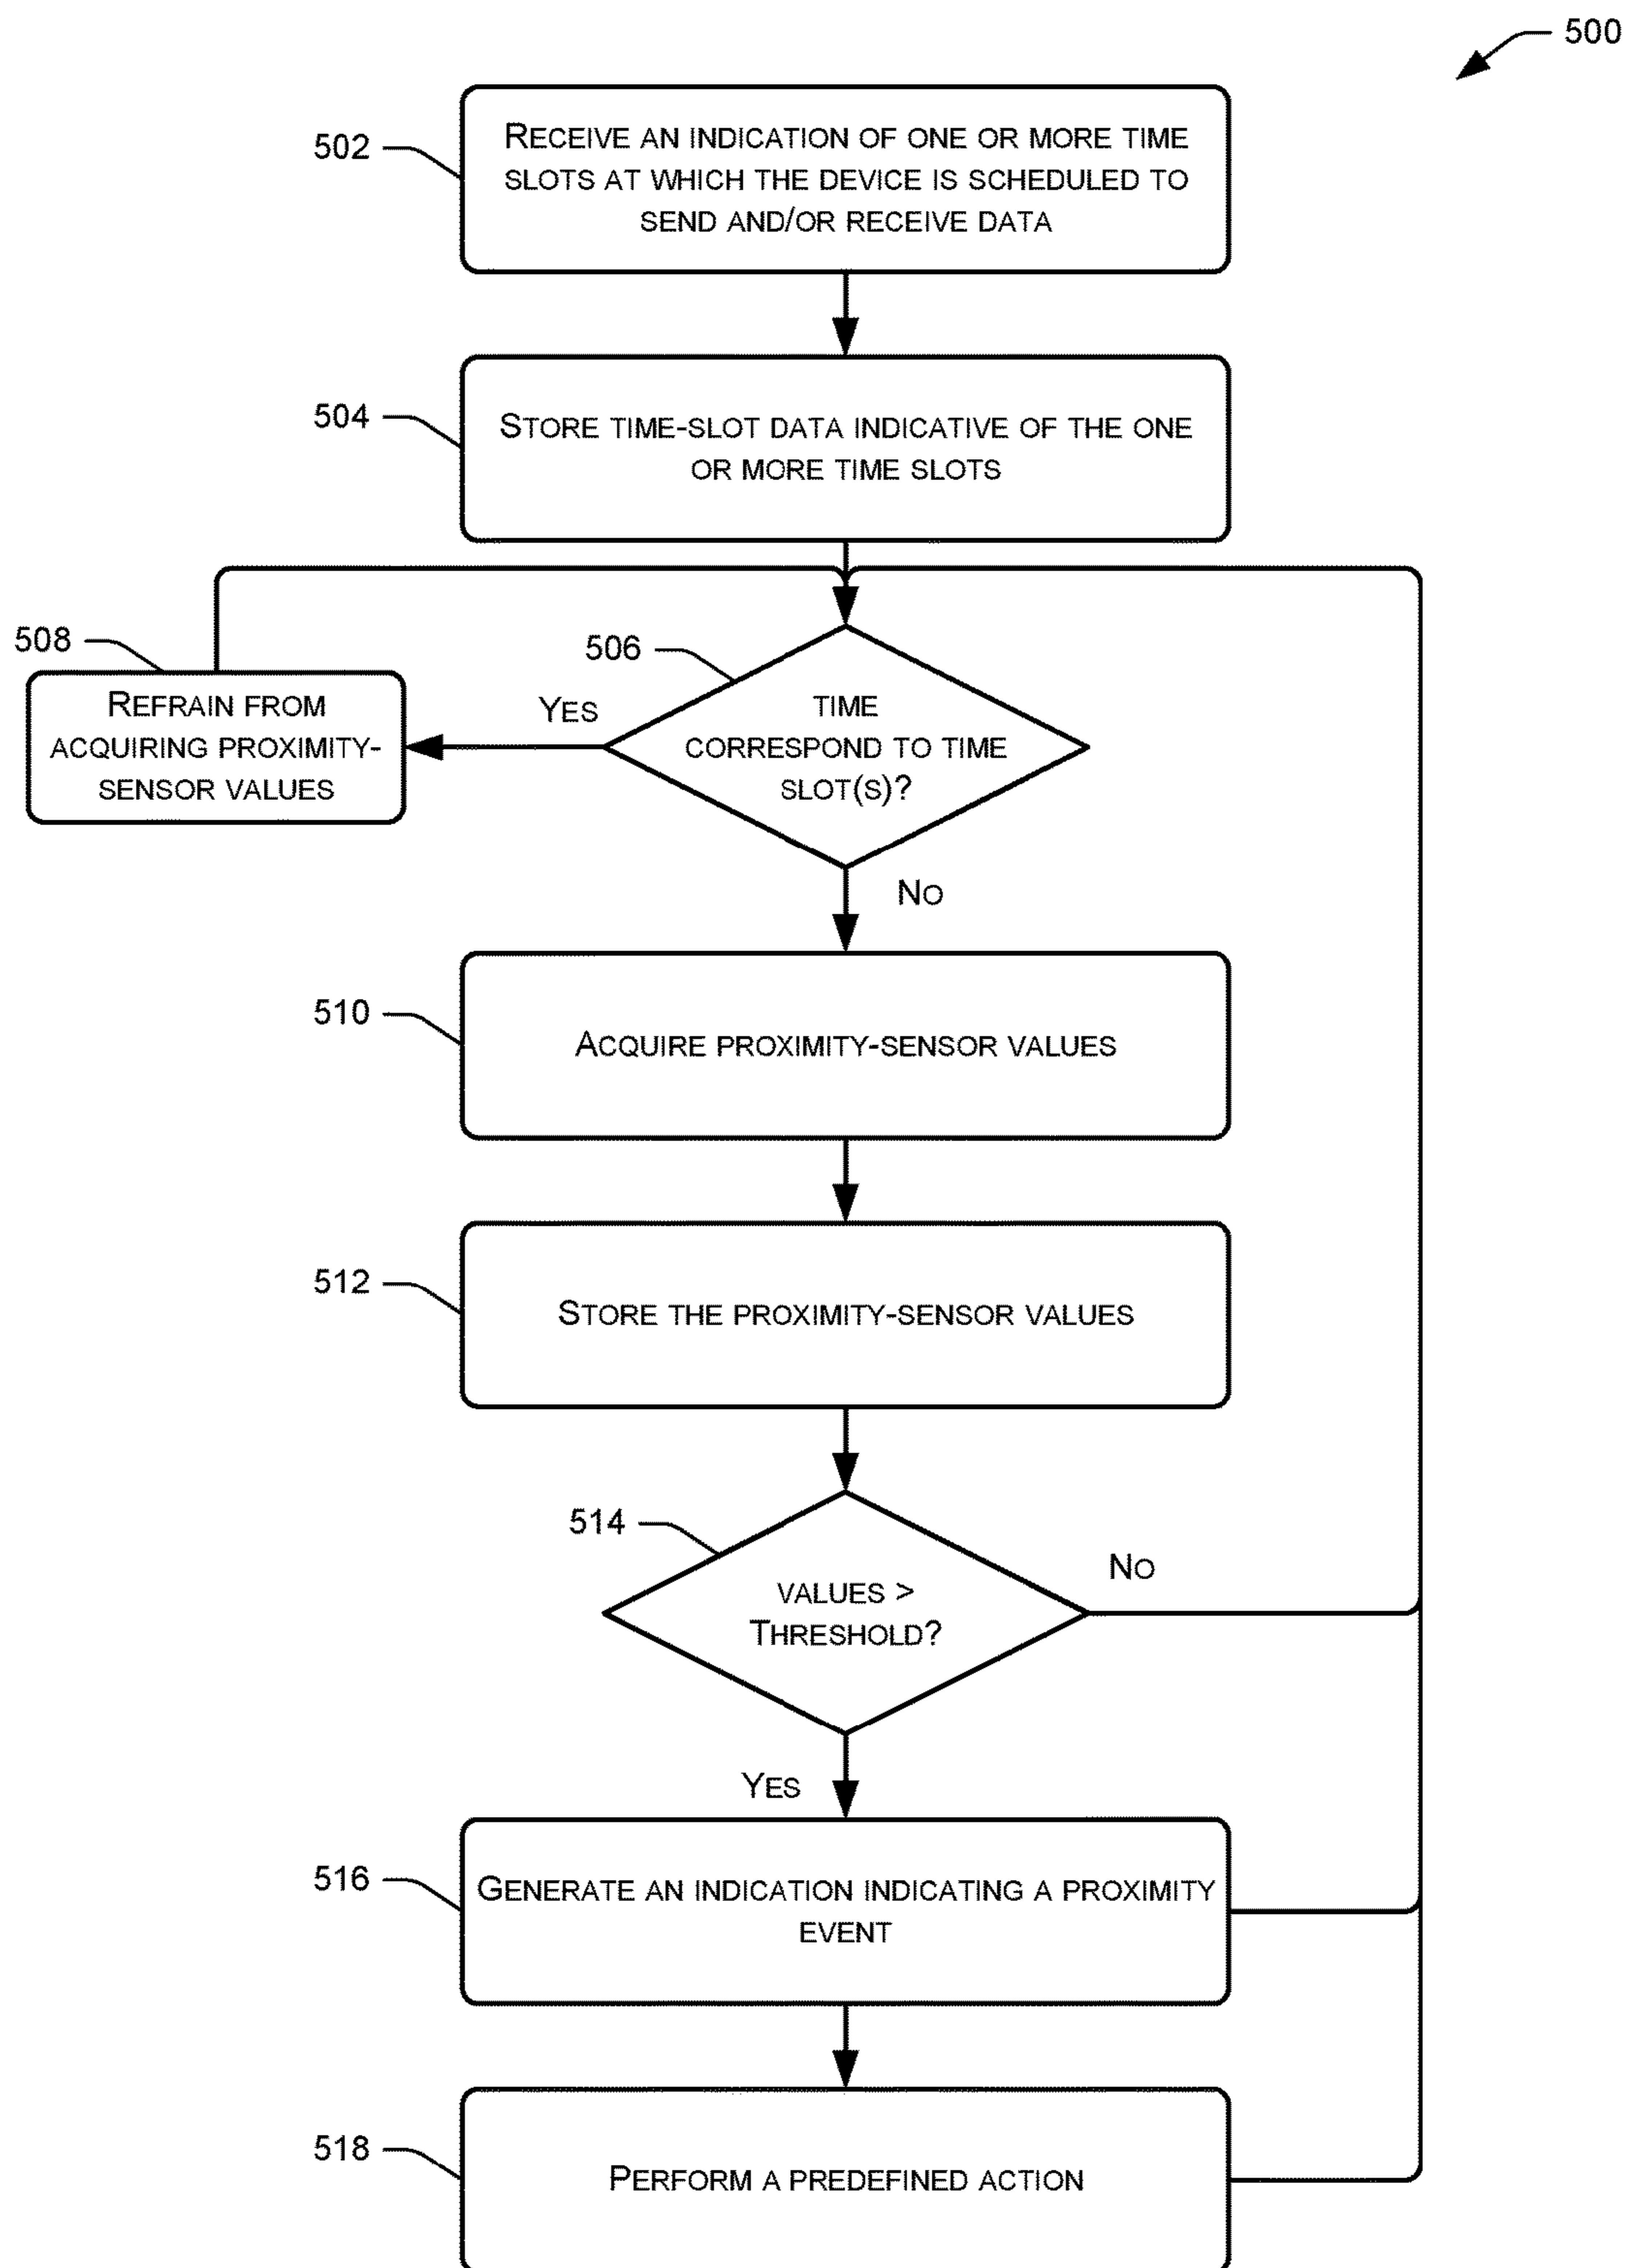 500
502
RECEIVE AN INDICATION OF ONE OR MORE TIME
SLOTS AT WHICH THE DEVICE IS SCHEDULED TO
SEND AND/OR RECEIVE DATA
504
STORE TIME-SLOT DATA INDICATIVE OF THE ONE
OR MORE TIME SLOTS
508
REFRAIN FROM
ACQUIRING PROXIMITY-
SENSOR VALUES
YES
506
TIME
CORRESPOND TO TIME
SLOT(S)?
NO
510
ACQUIRE PROXIMITY-SENSOR VALUES
512
STORE THE PROXIMITY-SENSOR VALUES
514
VALUES >
THRESHOLD?
NO
YES
516
GENERATE AN INDICATION INDICATING A PROXIMITY
EVENT
518
PERFORM A PREDEFINED ACTION